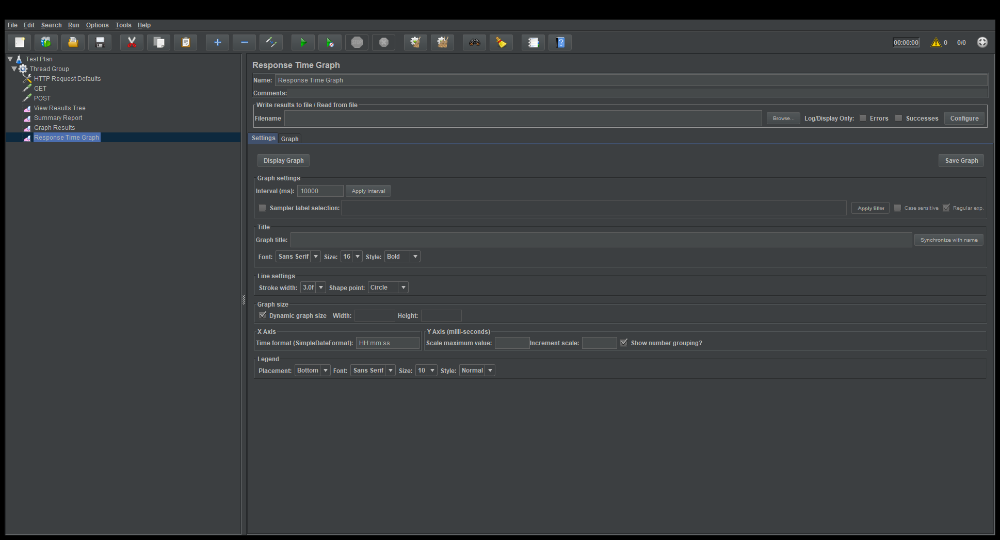 File Edit Search Run Options Tools Help
00:00:00 0 0/0
Test Plan
Thread Group
HTTP Request Defaults
GET
POST
View Results Tree
Summary Report
Graph Results
Response Time Graph
Response Time Graph
Name: Response Time Graph
Comments:
Write results to file / Read from file
Filename Browse... Log/Display Only: Errors Successes Configure
Settings Graph
Display Graph Save Graph
Graph settings
Interval (ms): 10000 Apply interval
Sampler label selection: Apply filter Case sensitive Regular exp.
Title
Graph title: Synchronize with name
Font: Sans Serif Size: 16 Style: Bold
Line settings
Stroke width: 3.0f Shape point: Circle
Graph size
Dynamic graph size Width: Height:
X Axis Y Axis (milli-seconds)
Time format (SimpleDateFormat): HH:mm:ss Scale maximum value: Increment scale: Show number grouping?
Legend
Placement: Bottom Font: Sans Serif Size: 10 Style: Normal